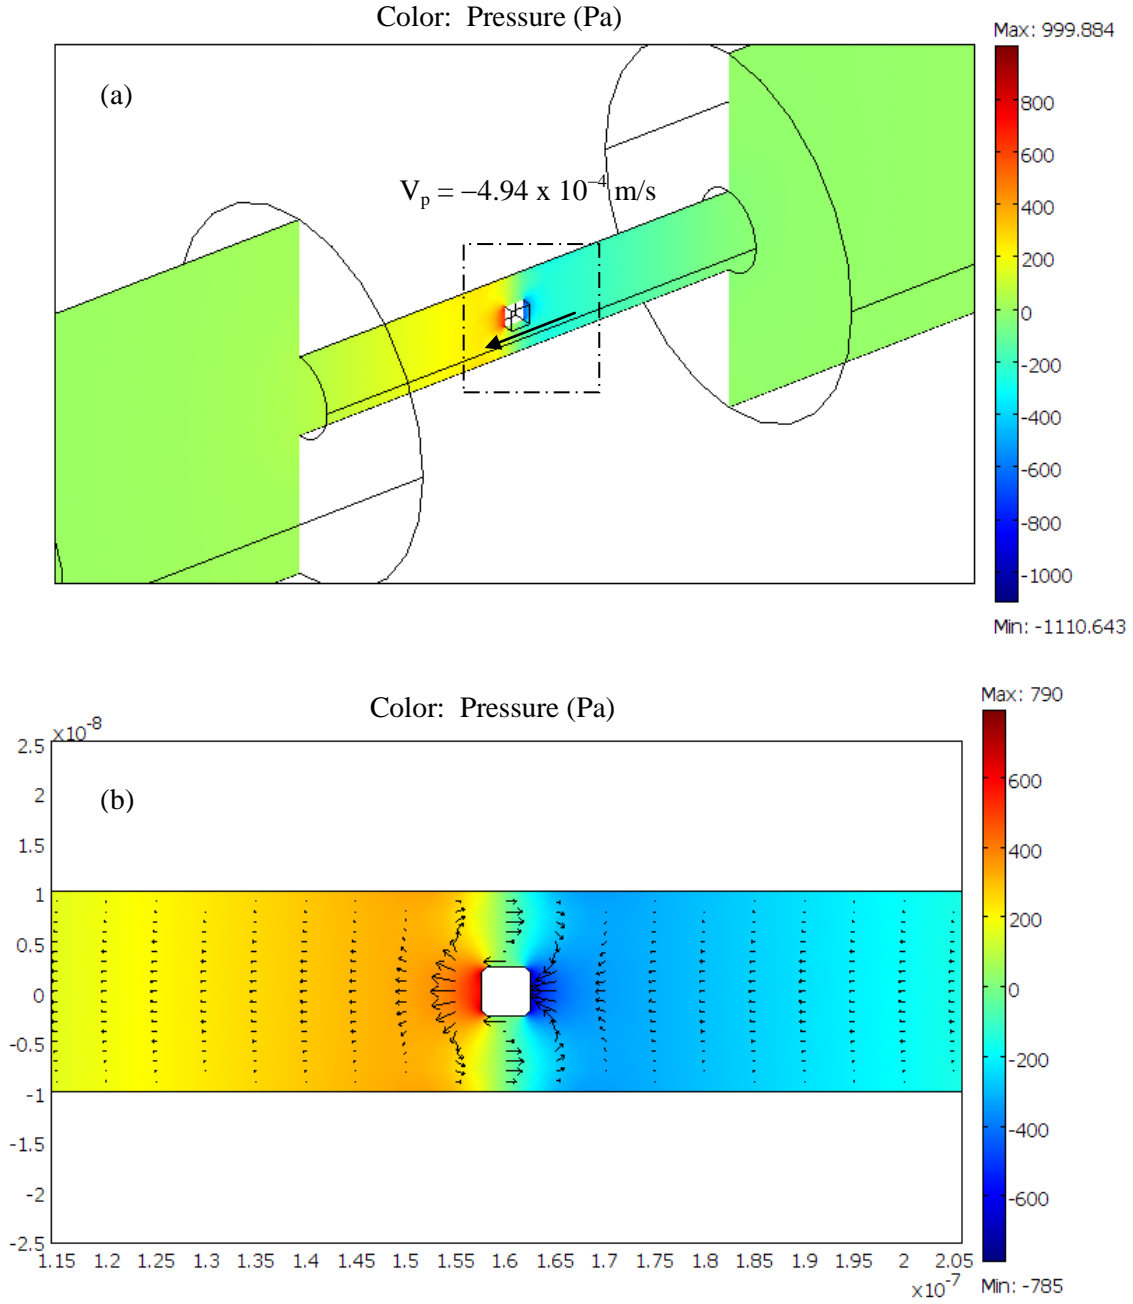 Color: Pressure (Pa)
Max: 999.884
(a)
800
600
V_p = −4.94 x 10^−4 m/s
400
200
0
-200
-400
-600
-800
-1000
Min: -1110.643
Color: Pressure (Pa)
Max: 790
x10^-8
2.5
2
(b)
1.5
1
0.5
0
-0.5
-1
-1.5
-2
-2.5
600
400
200
0
-200
-400
-600
1.15 1.2 1.25 1.3 1.35 1.4 1.45 1.5 1.55 1.6 1.65 1.7 1.75 1.8 1.85 1.9 1.95 2 2.05
x10^-7
Min: -785